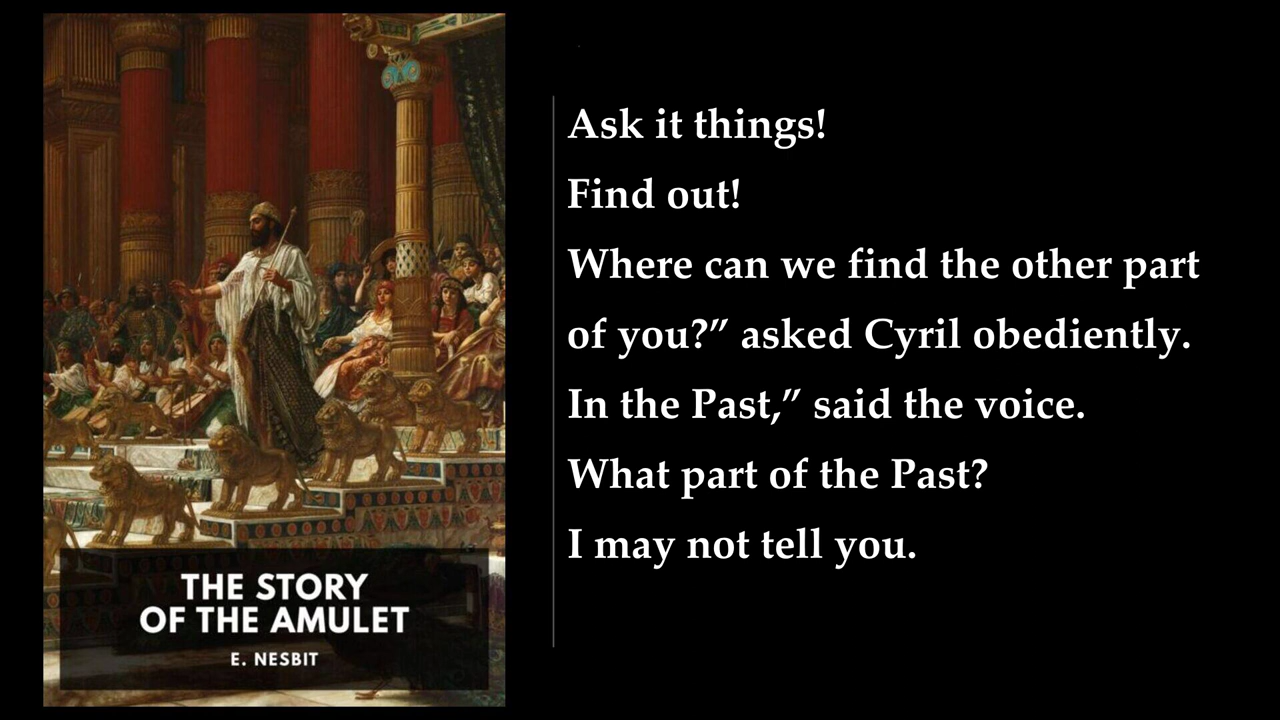 Ask it things!
Find out!
Where can we find the other part
of you?” asked Cyril obediently.
In the Past,” said the voice.
What part of the Past?
I may not tell you.
THE STORY
OF THE AMULET
E. NESBIT